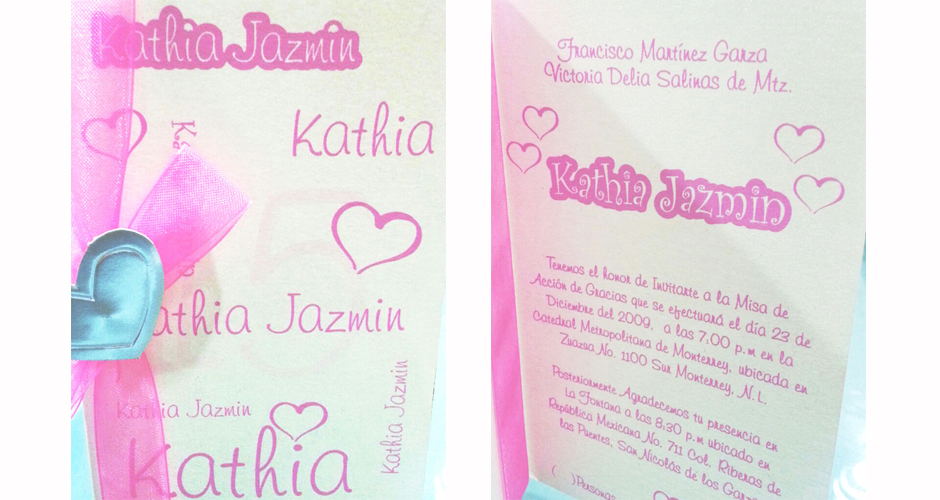 Kathia Jazmin
Kathia
athia Jazmin
Kathia Jazmin
Kathia Jazmin
Kathia
Francisco Martínez Garza
Victoria Delia Salinas de Mtz.
Kathia Jazmin
Tenemos el honor de Invitarte a la Misa de
Acción de Gracias que se efectuará el día 23 de
Diciembre del 2009, a las 7:00 p.m en la
Catedral Metropolitana de Monterrey, ubicada en
Zuazua No. 1100 Sur Monterrey, N.L.
Posteriormente Agradecemos tu presencia en
La Fontana a las 8:30 p.m ubicado en
República Mexicana No. 711 Col. Riberas de
las Puentes, San Nicolás de los Garza
( )Personas